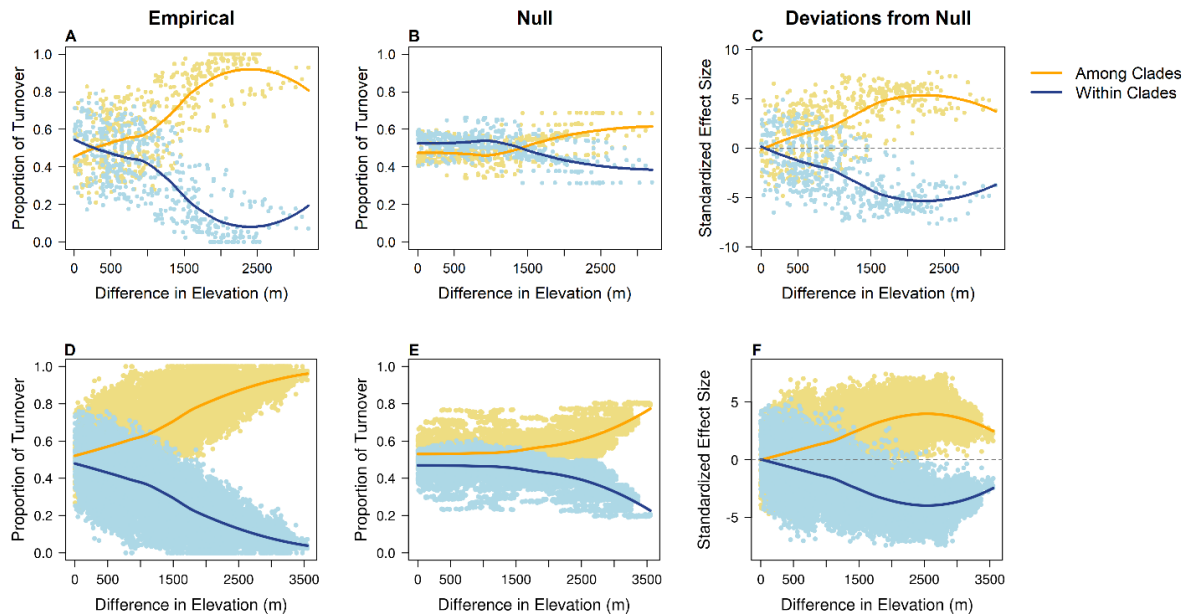 Empirical
Null
Deviations from Null
A
B
C
1.0
0.8
0.6
0.4
0.2
0.0
Proportion of Turnover
0
500
1500
2500
Difference in Elevation (m)
1.0
0.8
0.6
0.4
0.2
0.0
Proportion of Turnover
0
500
1500
2500
Difference in Elevation (m)
10
5
0
-5
-10
Standardized Effect Size
0
500
1500
2500
Difference in Elevation (m)
Among Clades
Within Clades
D
E
F
1.0
0.8
0.6
0.4
0.2
0.0
Proportion of Turnover
0
500
1500
2500
3500
Difference in Elevation (m)
1.0
0.8
0.6
0.4
0.2
0.0
Proportion of Turnover
0
500
1500
2500
3500
Difference in Elevation (m)
5
0
-5
Standardized Effect Size
0
500
1500
2500
3500
Difference in Elevation (m)